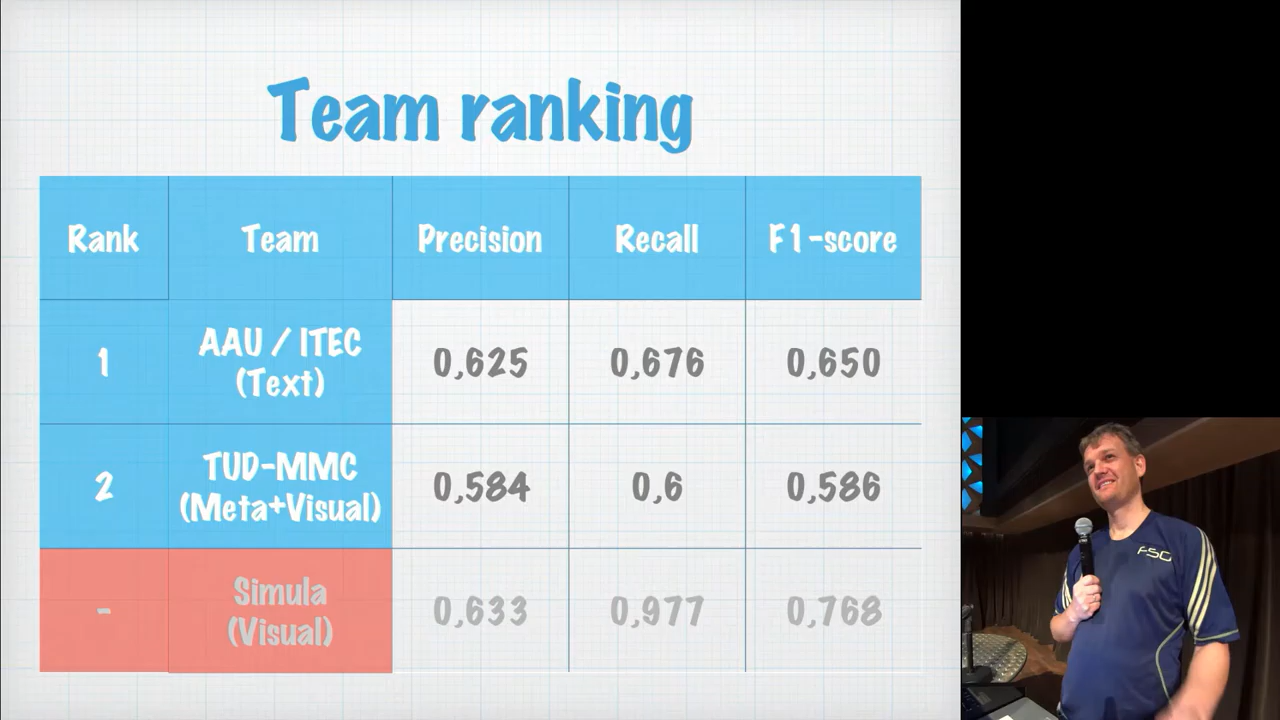 Team ranking
Rank Team Precision Recall F1-score
1 AAU / ITEC (Text) 0,625 0,676 0,650
2 TUD-MMC (Meta+Visual) 0,584 0,6 0,586
- Simula (Visual) 0,633 0,977 0,768
FSG